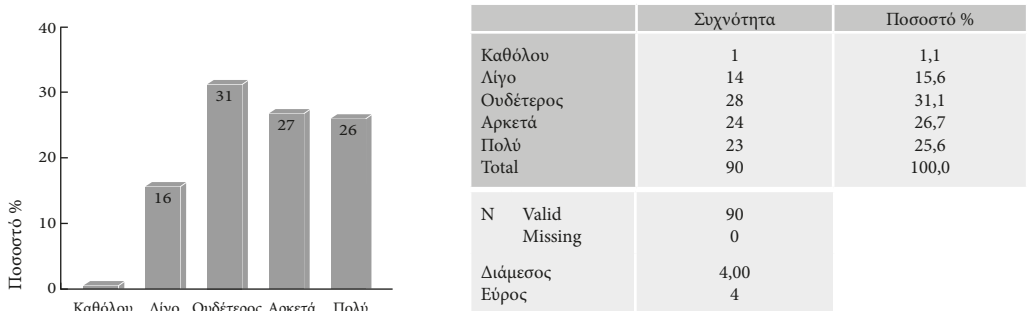 40
30
20
10
0
Ποσοστό %
31
27
26
16
Καθόλου Λίγο Ουδέτερος Αρκετά Πολύ
Συχνότητα Ποσοστό %
Καθόλου 1 1,1
Λίγο 14 15,6
Ουδέτερος 28 31,1
Αρκετά 24 26,7
Πολύ 23 25,6
Total 90 100,0
N Valid 90
Missing 0
Διάμεσος 4,00
Εύρος 4